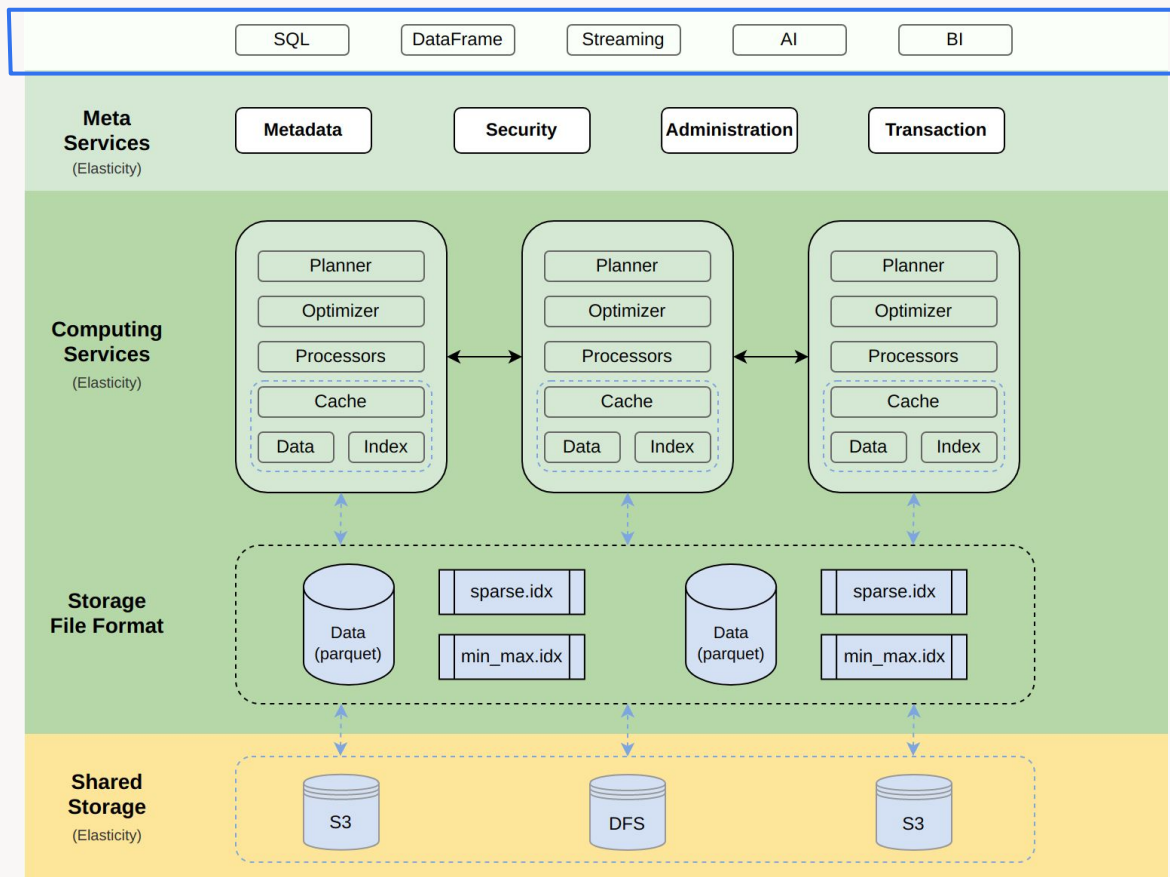 SQL
DataFrame
Streaming
AI
BI
Meta
Services
(Elasticity)
Metadata
Security
Administration
Transaction
Computing
Services
(Elasticity)
Planner
Optimizer
Processors
Cache
Data
Index
Planner
Optimizer
Processors
Cache
Data
Index
Planner
Optimizer
Processors
Cache
Data
Index
Storage
File Format
Data
(parquet)
sparse.idx
min_max.idx
Data
(parquet)
sparse.idx
min_max.idx
Shared
Storage
(Elasticity)
S3
DFS
S3